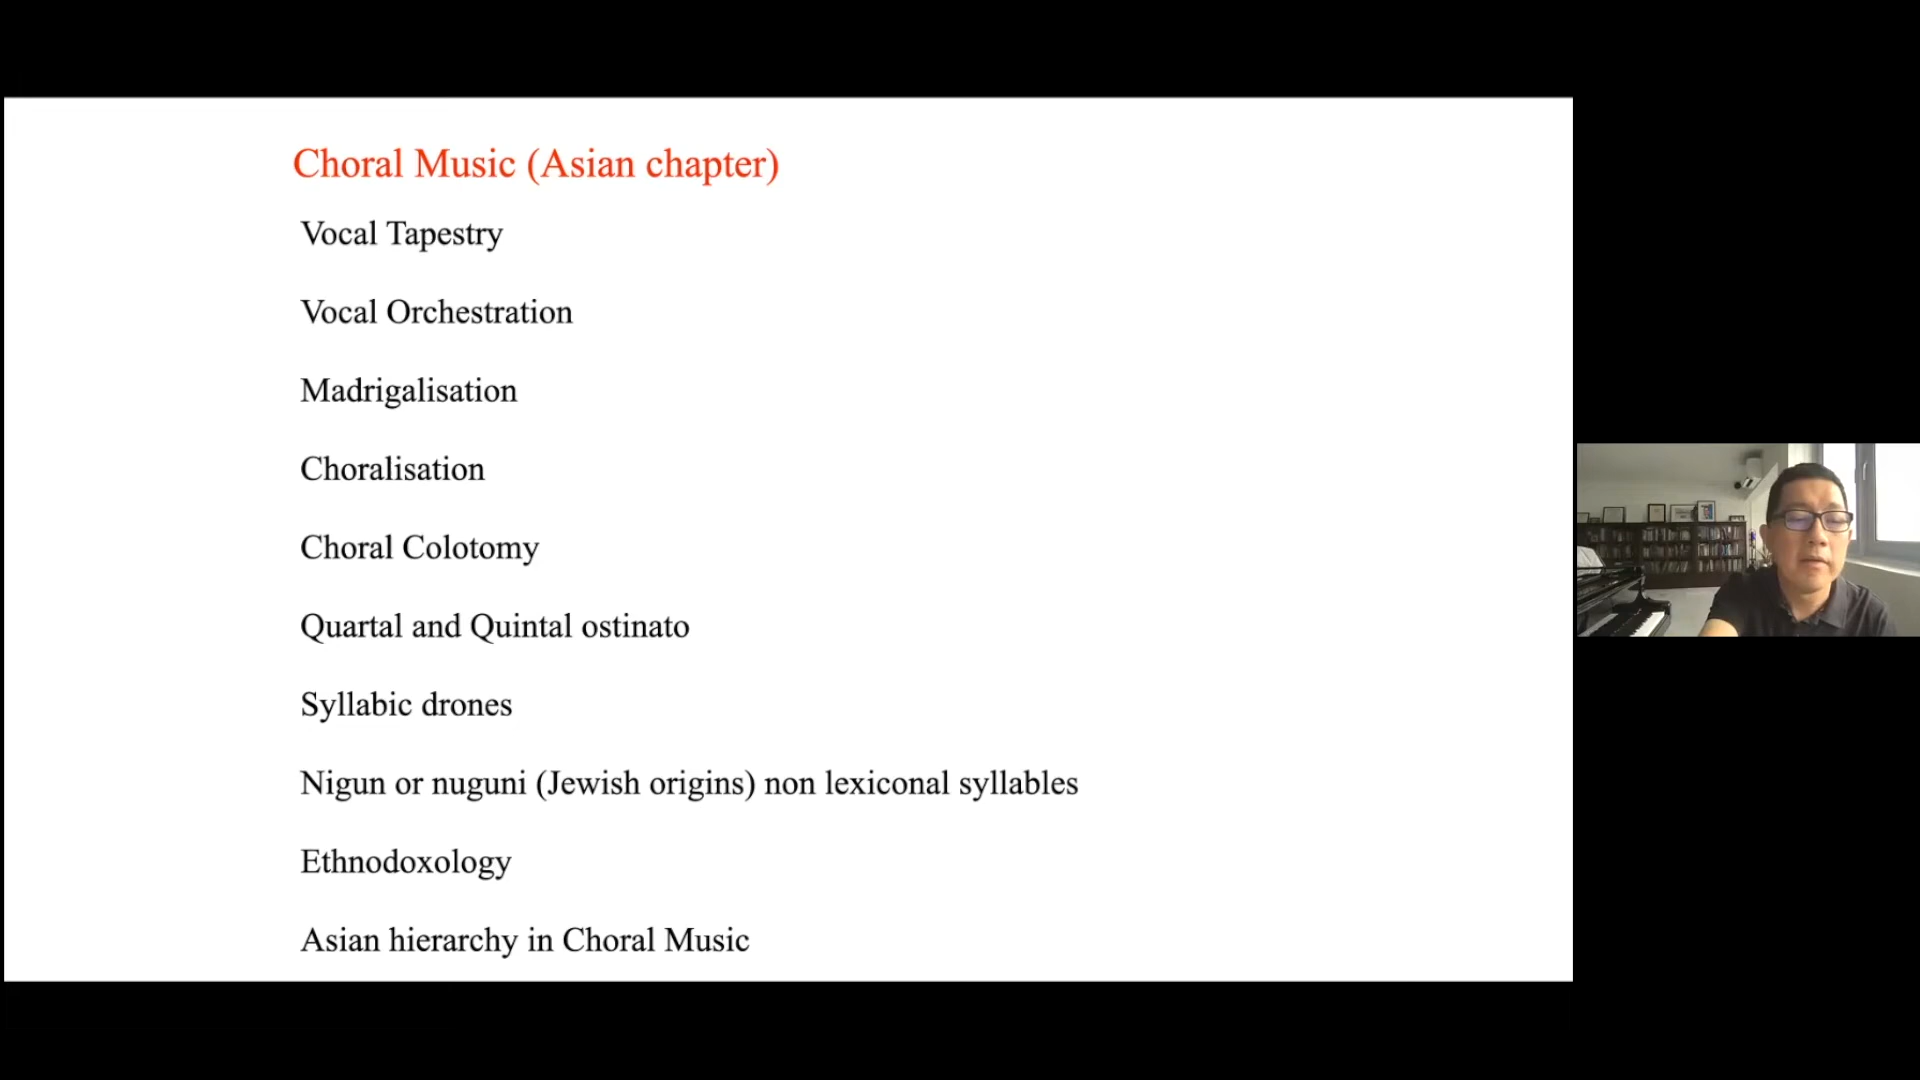 Choral Music (Asian chapter)
Vocal Tapestry
Vocal Orchestration
Madrigalisation
Choralisation
Choral Colotomy
Quartal and Quintal ostinato
Syllabic drones
Nigun or nuguni (Jewish origins) non lexiconal syllables
Ethnodoxology
Asian hierarchy in Choral Music